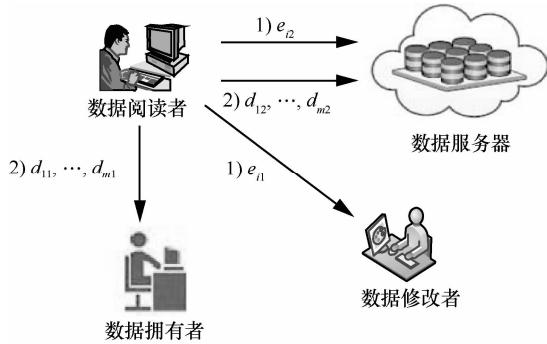 1) e_{i2}
2) d_{12}, …, d_{m2}
数据阅读者
数据服务器
2) d_{11}, …, d_{m1}
1) e_{i1}
数据修改者
数据拥有者